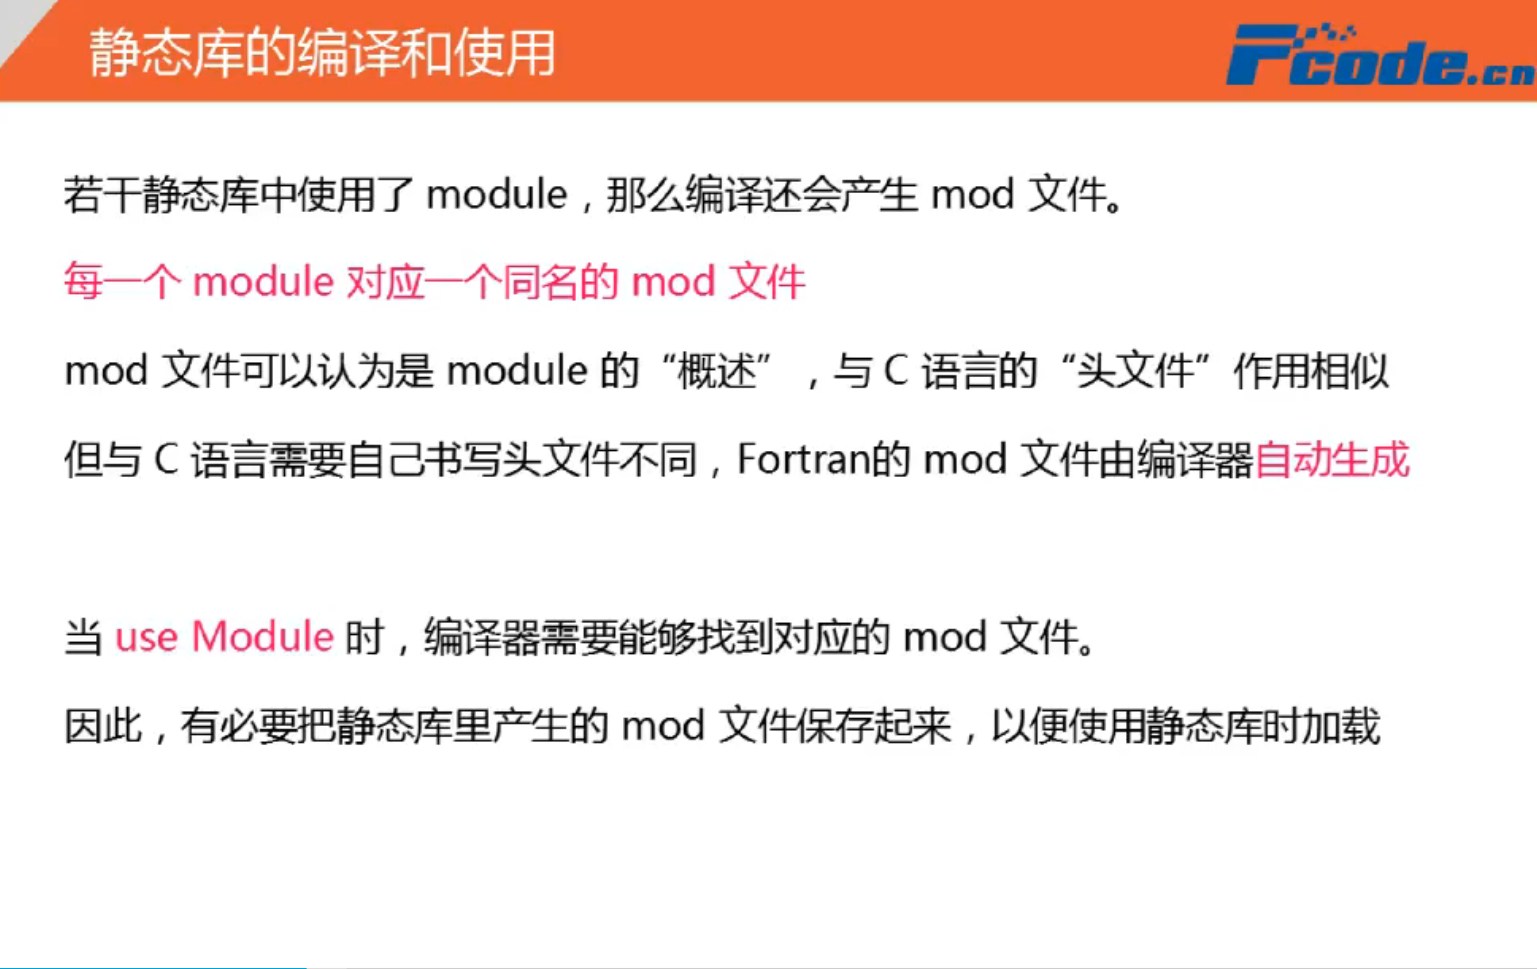 静态库的编译和使用
Fcode.cn
若干静态库中使用了 module，那么编译还会产生 mod 文件。
每一个 module 对应一个同名的 mod 文件
mod 文件可以认为是 module 的“概述”，与 C 语言的“头文件”作用相似
但与 C 语言需要自己书写头文件不同，Fortran的 mod 文件由编译器自动生成
当 use Module 时，编译器需要能够找到对应的 mod 文件。
因此，有必要把静态库里产生的 mod 文件保存起来，以便使用静态库时加载